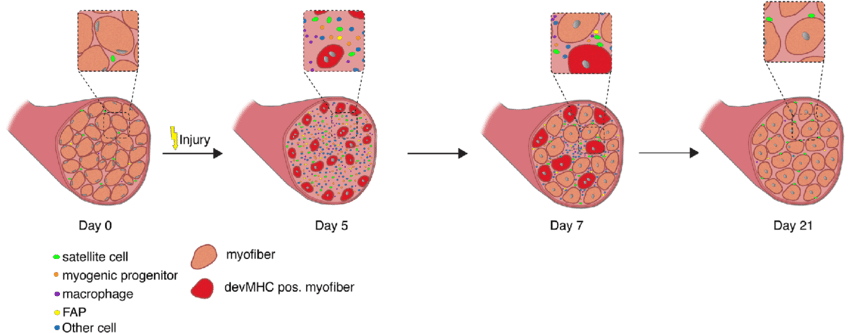 Injury
Day 0
Day 5
Day 7
Day 21
satellite cell
myogenic progenitor
macrophage
FAP
Other cell
myofiber
devMHC pos. myofiber